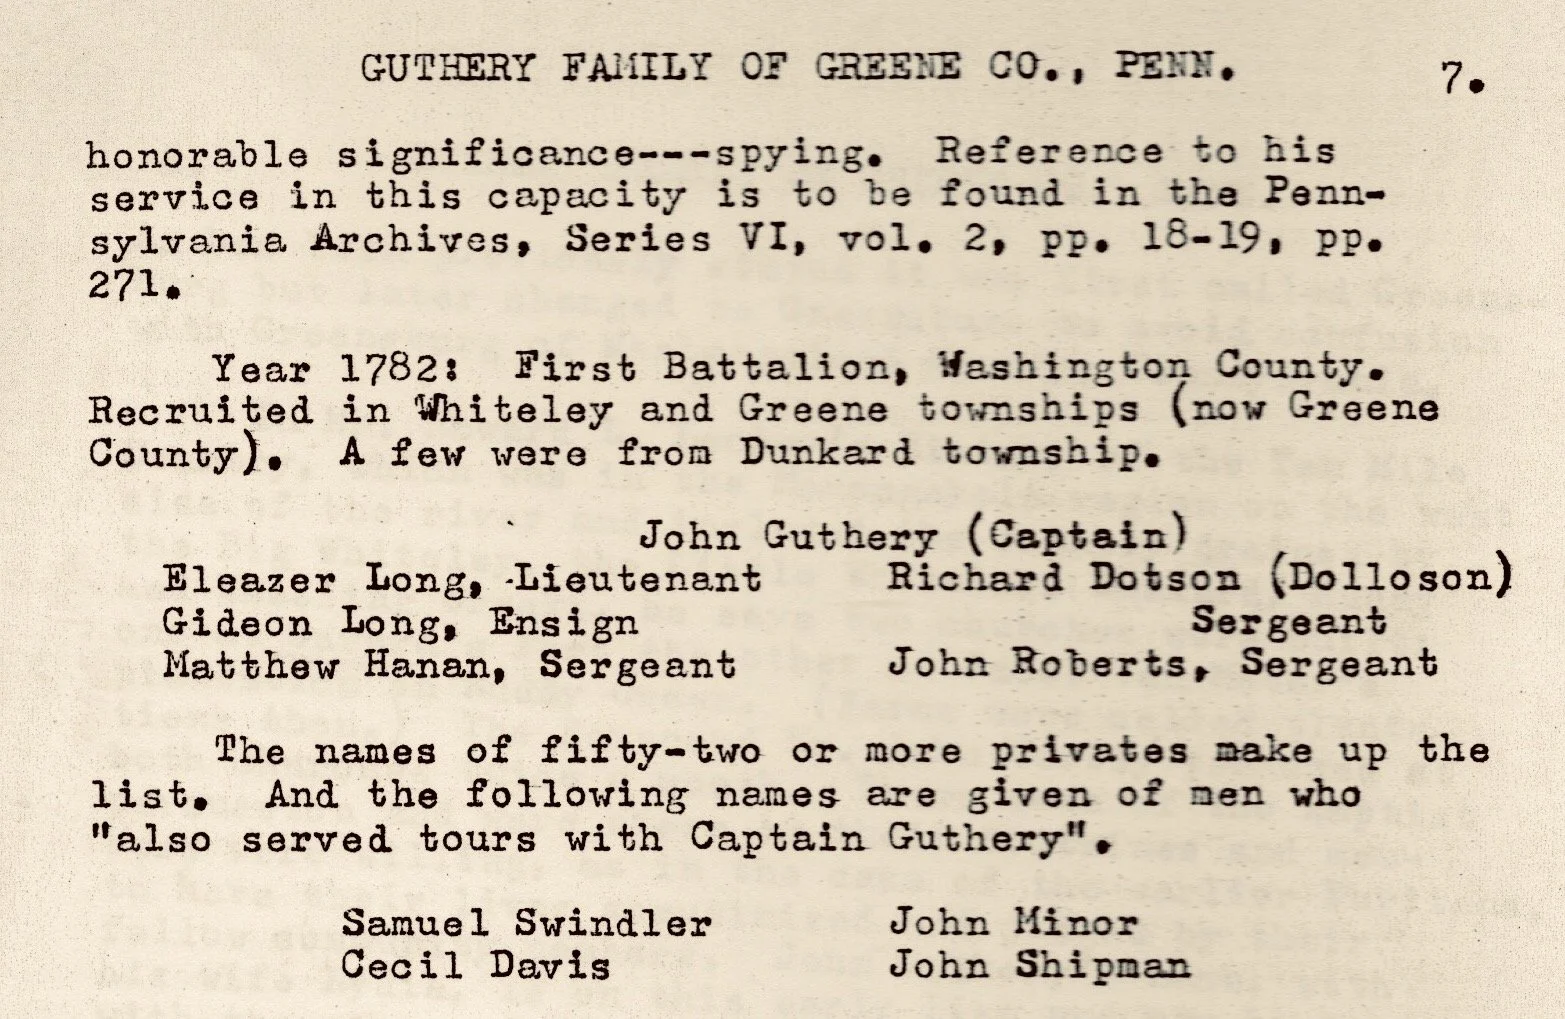 GUTHERY FAMILY OF GREENE CO., PENN.
7.
honorable significance---spying. Reference to his
service in this capacity is to be found in the Penn-
sylvania Archives, Series VI, vol. 2, pp. 18-19, pp.
271.
Year 1782: First Battalion, Washington County.
Recruited in Whiteley and Greene townships (now Greene
County). A few were from Dunkard township.
John Guthery (Captain)
Eleazer Long, Lieutenant Richard Dotson (Dolloson)
Gideon Long, Ensign Sergeant
Matthew Hanan, Sergeant John Roberts, Sergeant
The names of fifty-two or more privates make up the
list. And the following names are given of men who
"also served tours with Captain Guthery".
Samuel Swindler John Minor
Cecil Davis John Shipman